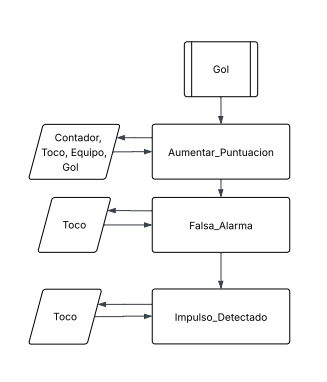 Gol
Contador,
Toco, Equipo,
Gol
Aumentar_Puntuacion
Toco
Falsa_Alarma
Toco
Impulso_Detectado